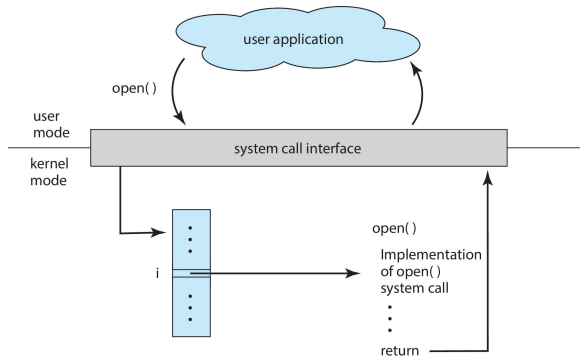 user application
open( )
user
mode
system call interface
kernel
mode
i
open( )
Implementation
of open( )
system call
return